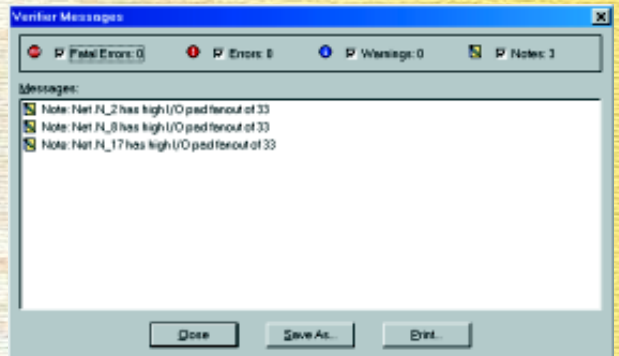 Verifier Messages
Fatal Errors: 0 Errors: 0 Warnings: 0 Notes: 3
Messages:
Note: Net N_2 has high I/O pad fanout of 33
Note: Net N_8 has high I/O pad fanout of 33
Note: Net N_17 has high I/O pad fanout of 33
Close Save As... Print...